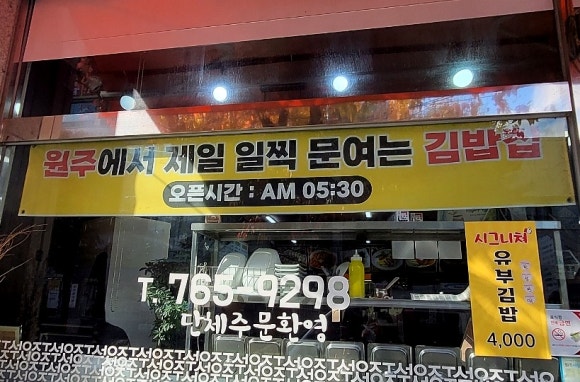 원주에서 제일 일찍 문여는 김밥집
오픈시간 : AM 05:30
시그니처
유부김밥
4,000
T. 765-9298
단체주문화영